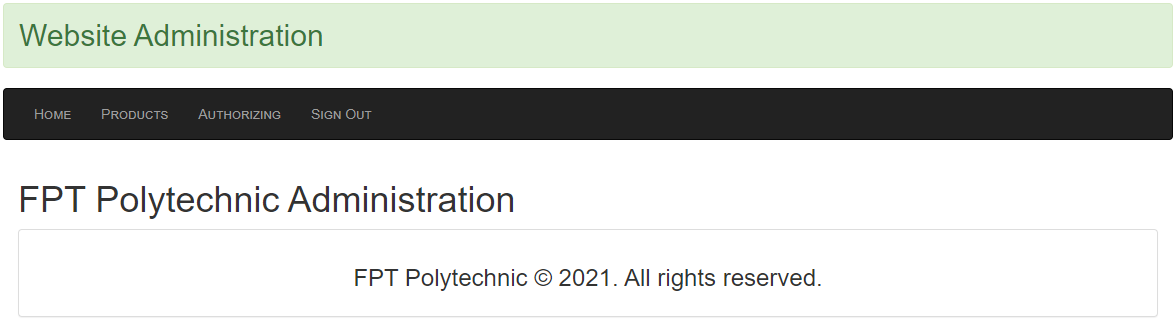 Website Administration
Home Products Authorizing Sign Out
FPT Polytechnic Administration
FPT Polytechnic © 2021. All rights reserved.